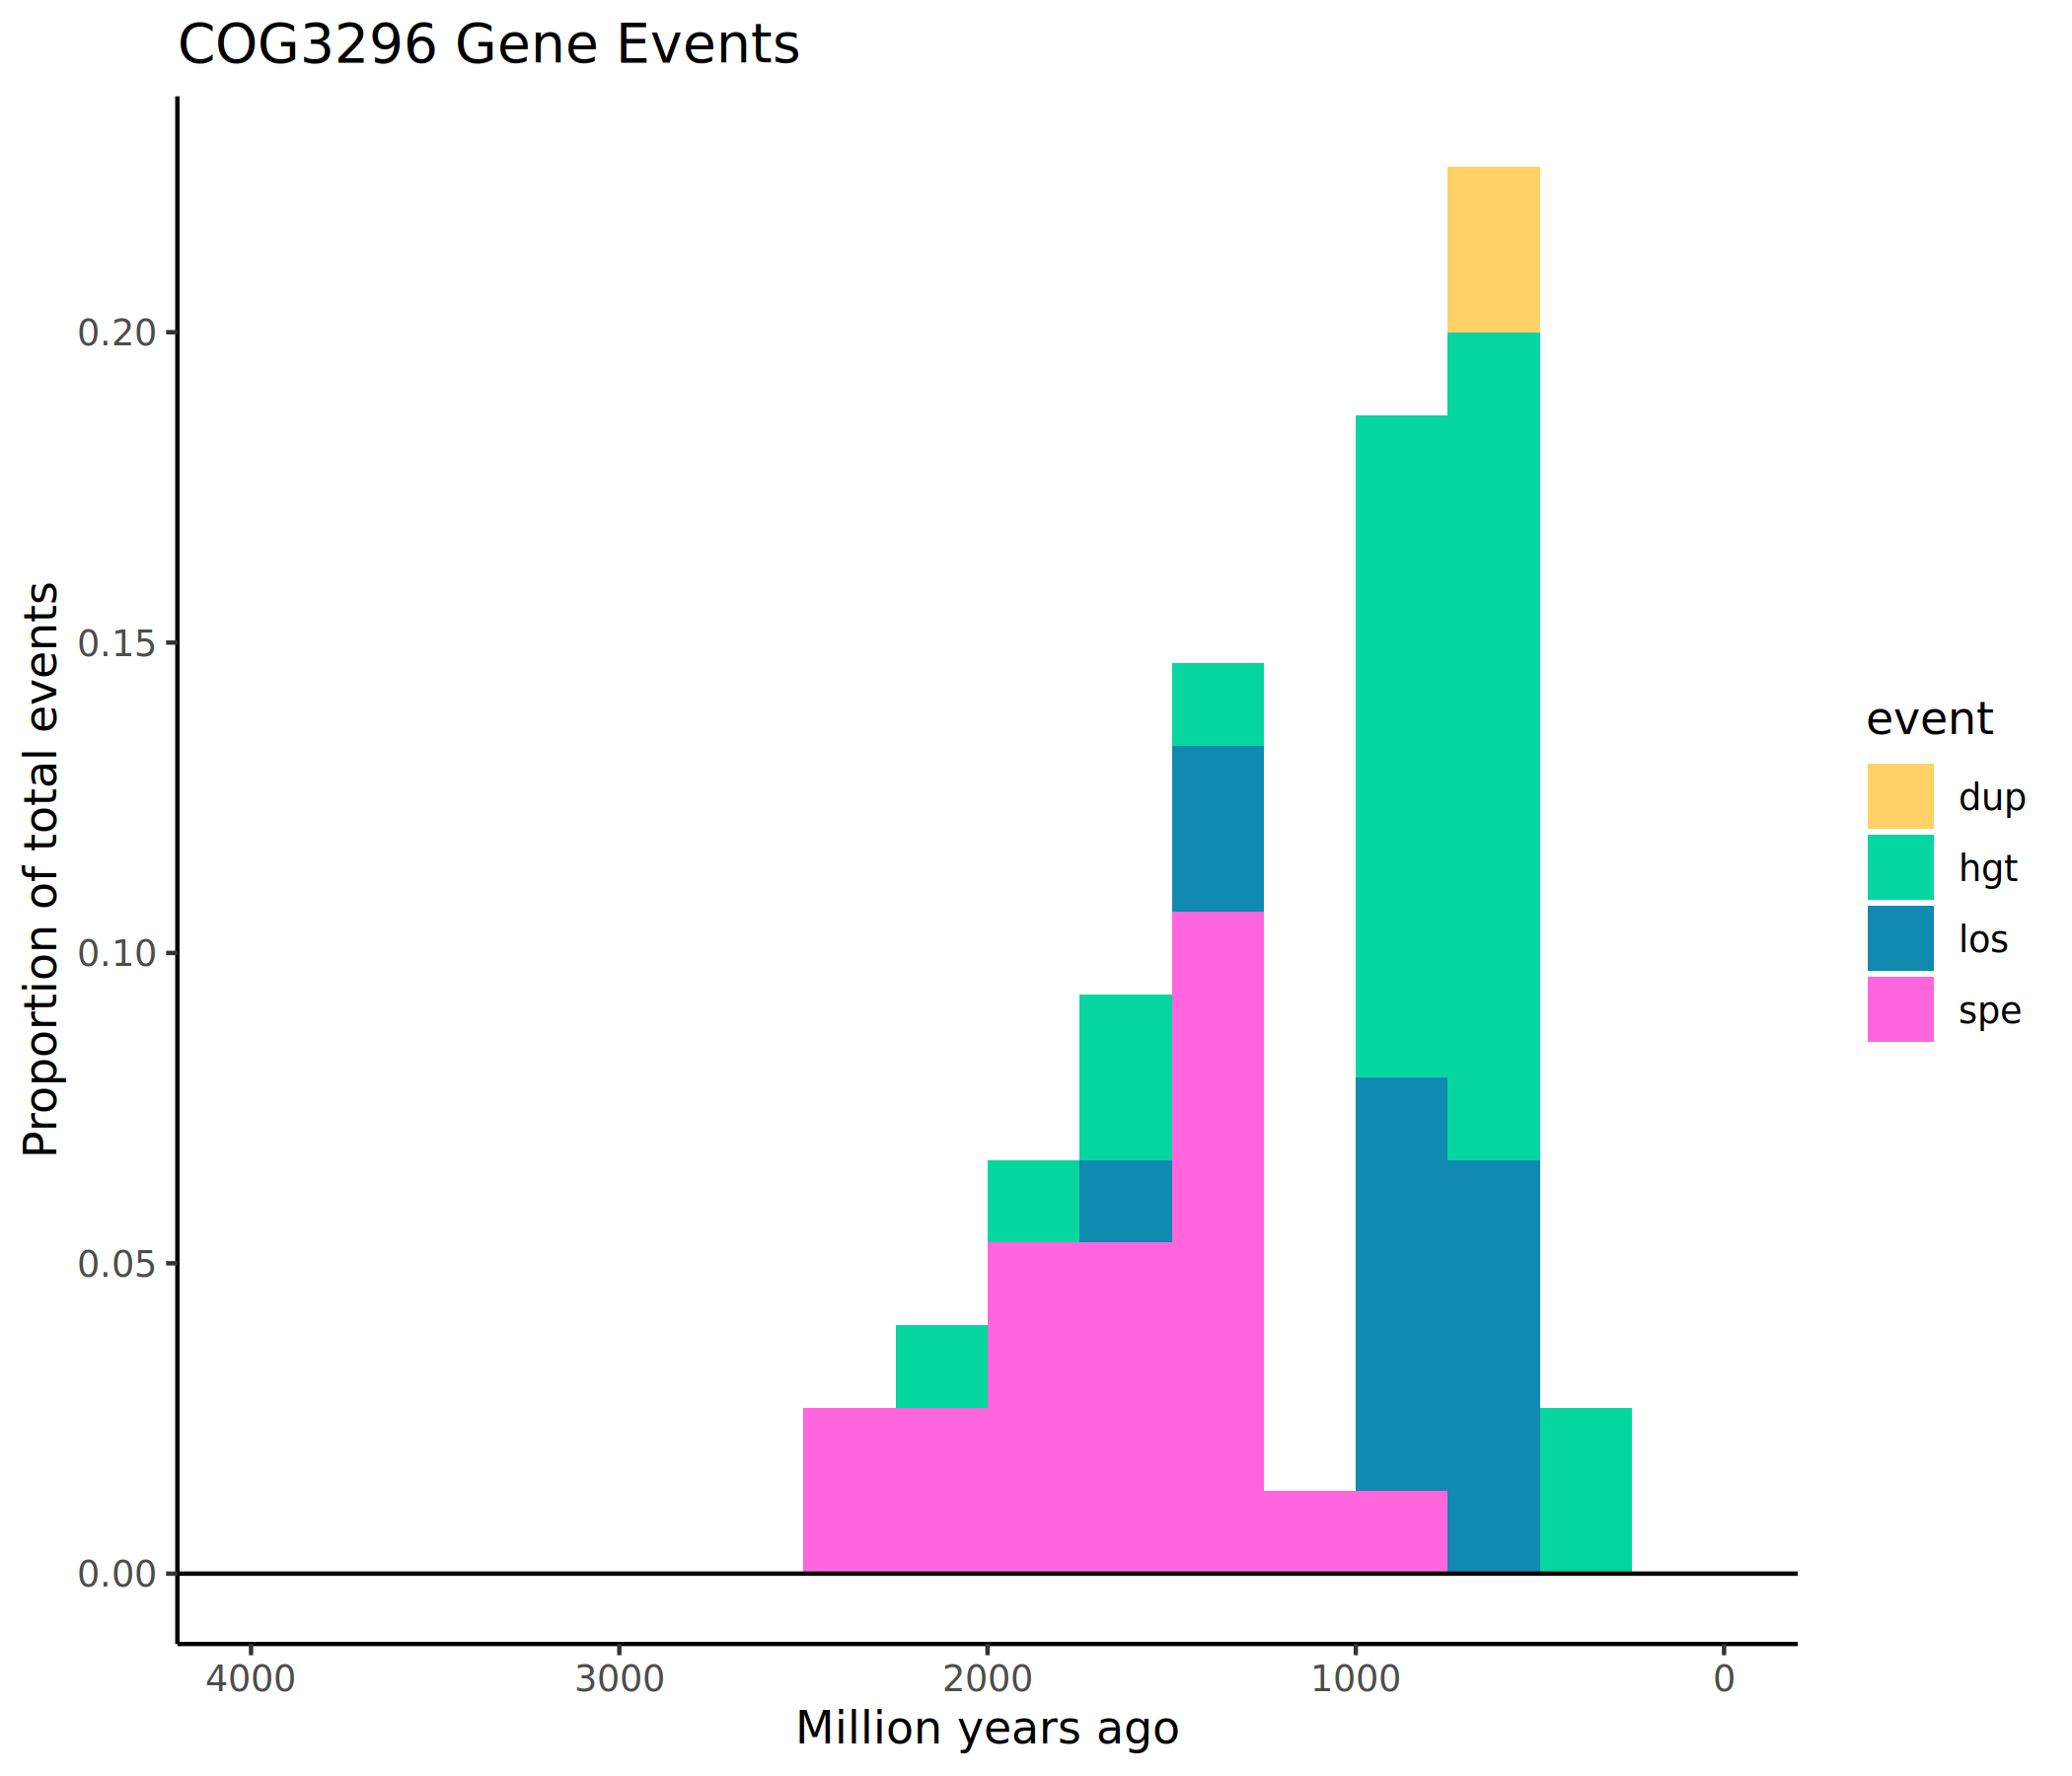 COG3296 Gene Events
Proportion of total events
0.20
0.15
0.10
0.05
0.00
4000 3000 2000 1000 0
Million years ago
event
dup
hgt
los
spe